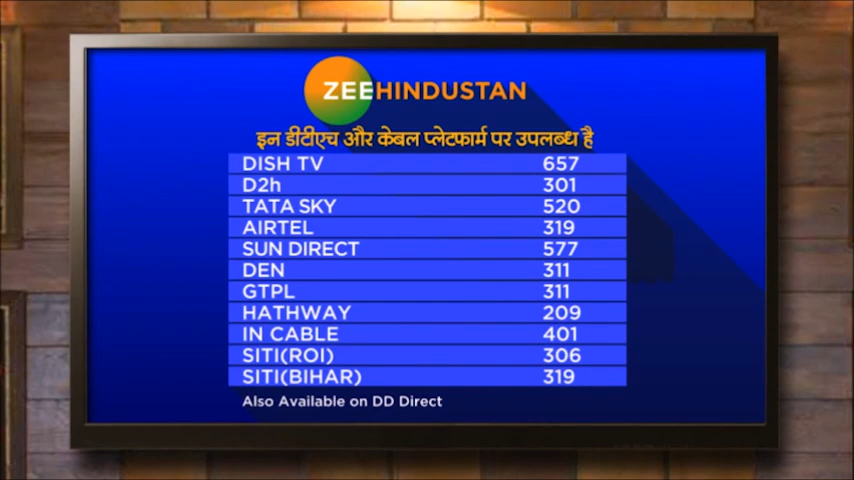 ZEEHINDUSTAN
इन डीटीएच और केबल प्लेटफार्म पर उपलब्ध है
DISH TV 657
D2h 301
TATA SKY 520
AIRTEL 319
SUN DIRECT 577
DEN 311
GTPL 311
HATHWAY 209
IN CABLE 401
SITI(ROI) 306
SITI(BIHAR) 319
Also Available on DD Direct